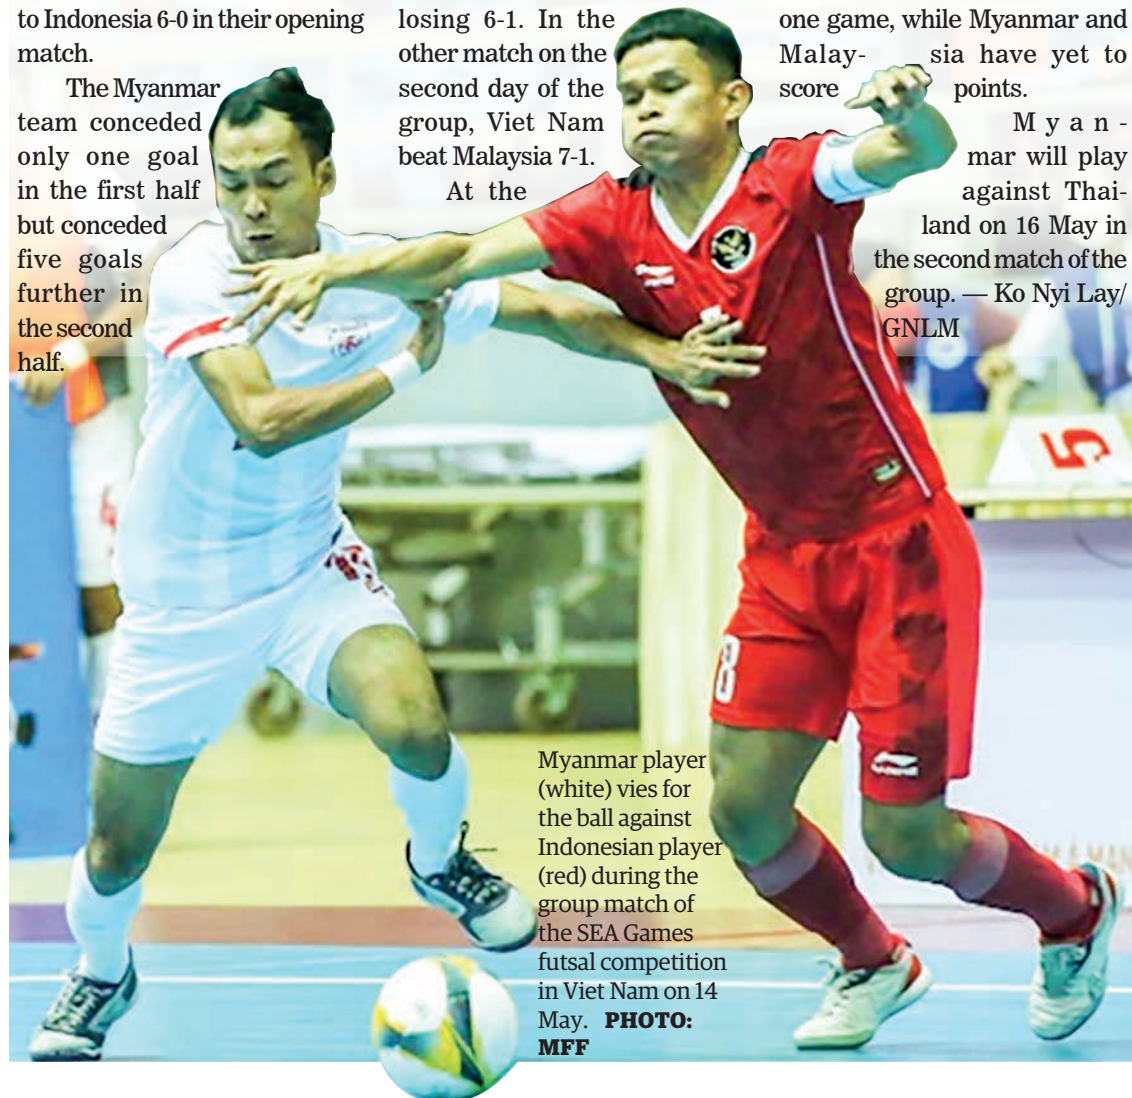 to Indonesia 6-0 in their opening
match.
The Myanmar
team conceded
only one goal
in the first half
but conceded
five goals
further in
the second
half.
losing 6-1. In the
other match on the
second day of the
group, Viet Nam
beat Malaysia 7-1.
At the
one game, while Myanmar and
Malay- sia have yet to
score points.
Myan-
mar will play
against Thai-
land on 16 May in
the second match of the
group. — Ko Nyi Lay/
GNLM
5
8
Myanmar player
(white) vies for
the ball against
Indonesian player
(red) during the
group match of
the SEA Games
futsal competition
in Viet Nam on 14
May. PHOTO:
MFF